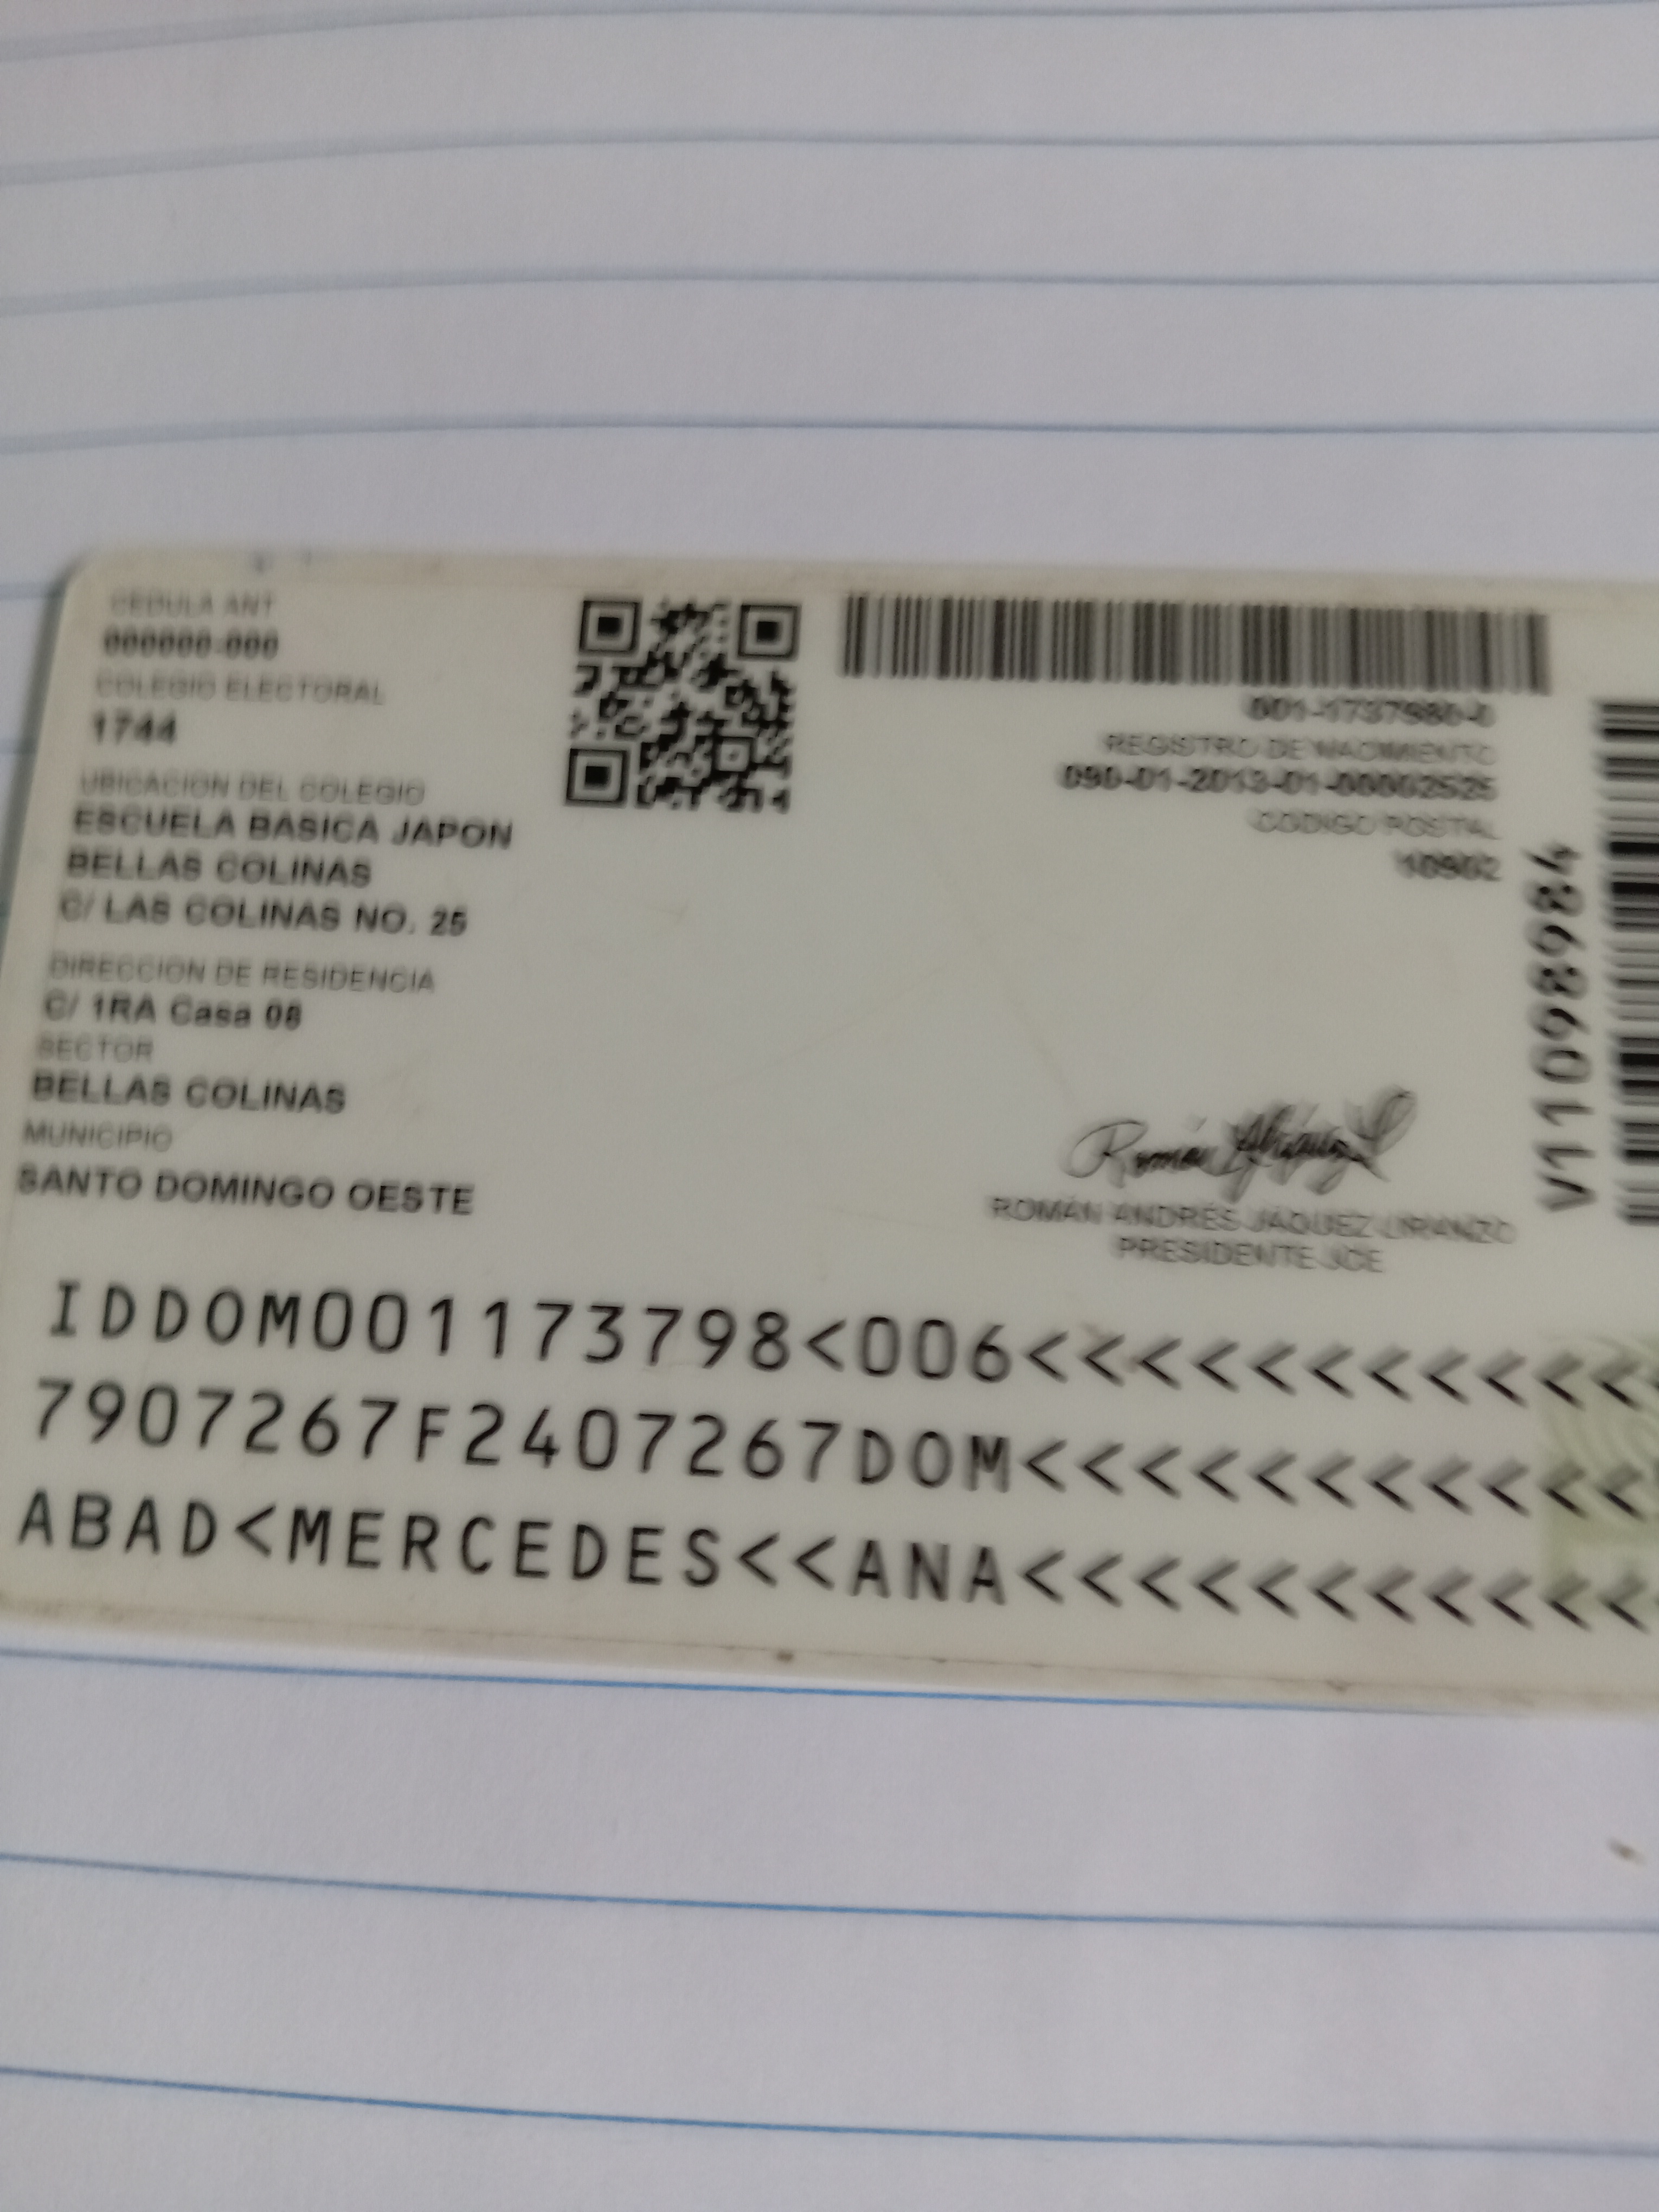 CEDULA ANT
000000-000
COLEGIO ELECTORAL
1744
UBICACION DEL COLEGIO
ESCUELA BASICA JAPON
BELLAS COLINAS
C/ LAS COLINAS NO. 25
DIRECCION DE RESIDENCIA
C/ 1RA Casa 08
SECTOR
BELLAS COLINAS
MUNICIPIO
SANTO DOMINGO OESTE
001-1737980-0
REGISTRO DE NACIMIENTO
090-01-2013-01-00002525
CODIGO POSTAL
10902
V110986984
ROMÁN ANDRÉS JÁQUEZ LIRANZO
PRESIDENTE JCE
IDDOM001173798<006<<<<<<<<<<<
7907267F2407267DOM<<<<<<<<<<<
ABAD<MERCEDES<<ANA<<<<<<<<<<<